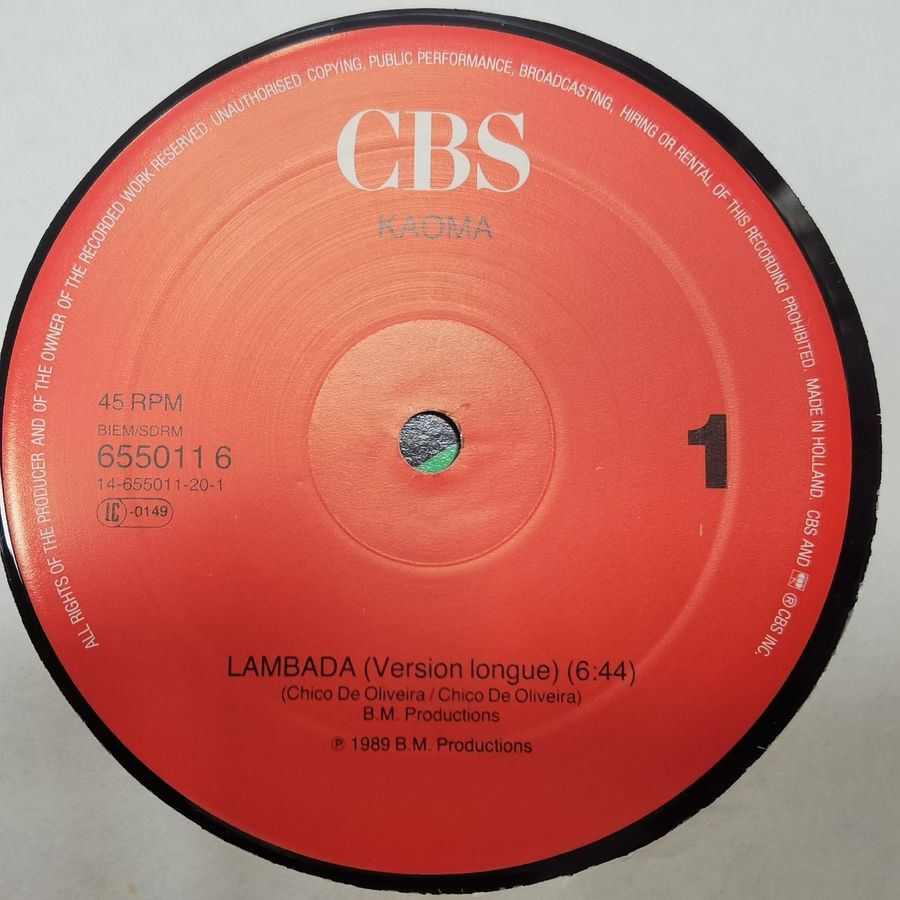 ALL RIGHTS OF THE PRODUCER AND OF THE OWNER OF THE RECORDED WORK RESERVED. UNAUTHORISED COPYING, PUBLIC PERFORMANCE, BROADCASTING, HIRING OR RENTAL OF THIS RECORDING PROHIBITED. MADE IN HOLLAND. CBS AND ® CBS INC.
CBS
KAOMA
45 RPM
BIEM/SDRM
655011 6
14-655011-20-1
LC -0149
1
LAMBADA (Version longue) (6:44)
(Chico De Oliveira / Chico De Oliveira)
B.M. Productions
℗ 1989 B.M. Productions